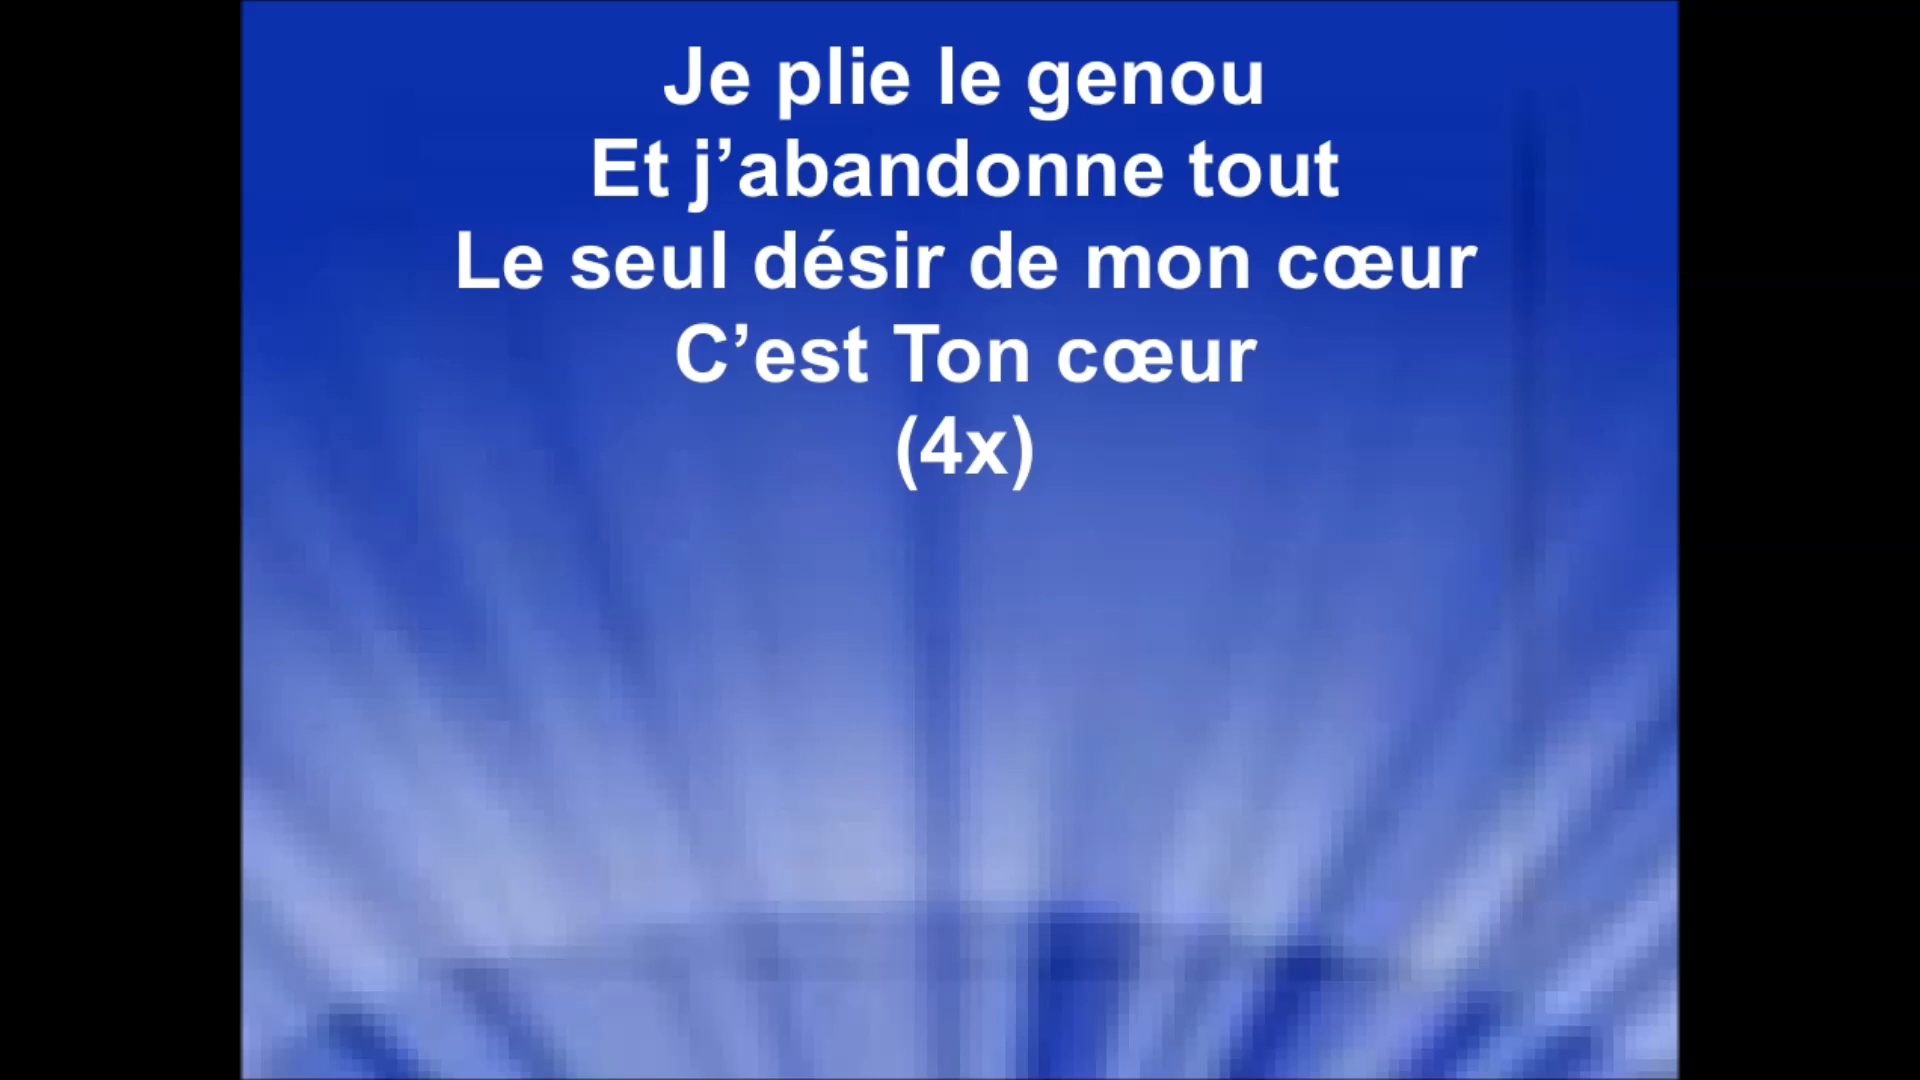 Je plie le genou
Et j’abandonne tout
Le seul désir de mon cœur
C’est Ton cœur
(4x)